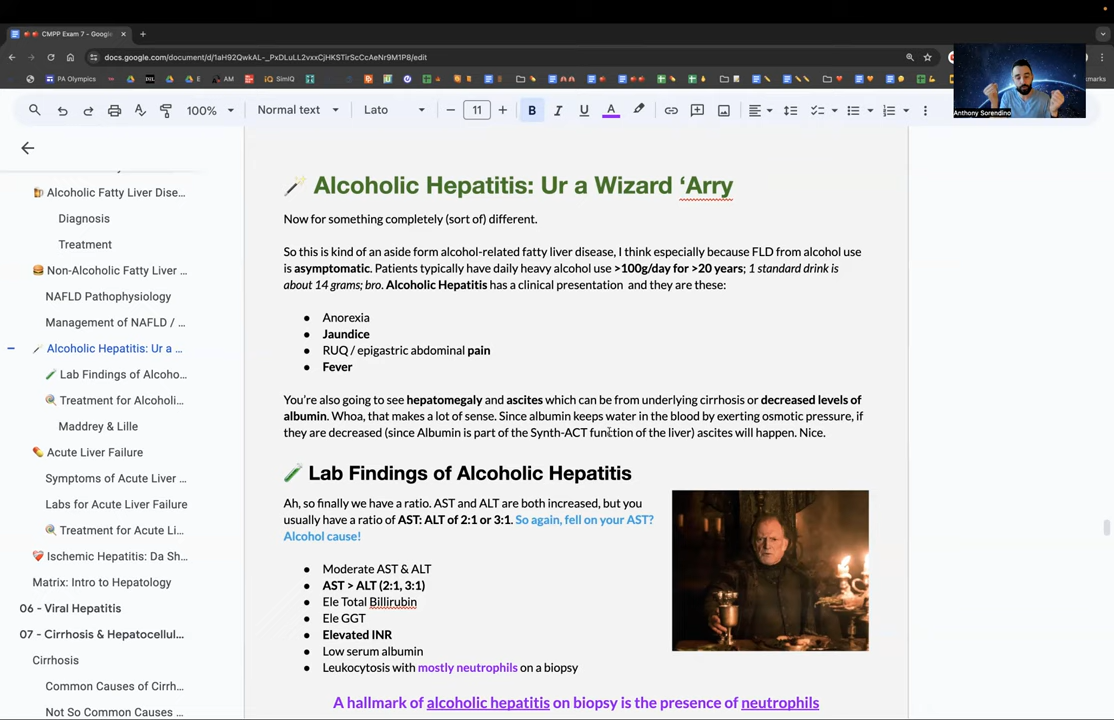 CMPP Exam 7 - Google
docs.google.com/document/d/1aH92QwkAL-_PxDLuLL2vxxCjHKSTirScCcAeNr9M1P8/edit
PA Olympics
DXL
E
AM
iQ SimIQ
Bookmarks
Anthony Sorendino
100%
Normal text
Lato
11
B
I
U
A
Alcoholic Fatty Liver Dise...
Diagnosis
Treatment
Non-Alcoholic Fatty Liver ...
NAFLD Pathophysiology
Management of NAFLD / ...
Alcoholic Hepatitis: Ur a ...
Lab Findings of Alcoho...
Treatment for Alcoholi...
Maddrey & Lille
Acute Liver Failure
Symptoms of Acute Liver ...
Labs for Acute Liver Failure
Treatment for Acute Li...
Ischemic Hepatitis: Da Sh...
Matrix: Intro to Hepatology
06 - Viral Hepatitis
07 - Cirrhosis & Hepatocellul...
Cirrhosis
Common Causes of Cirrh...
Not So Common Causes ...
Alcoholic Hepatitis: Ur a Wizard ‘Arry
Now for something completely (sort of) different.
So this is kind of an aside form alcohol-related fatty liver disease, I think especially because FLD from alcohol use
is asymptomatic. Patients typically have daily heavy alcohol use >100g/day for >20 years; 1 standard drink is
about 14 grams; bro. Alcoholic Hepatitis has a clinical presentation and they are these:
● Anorexia
● Jaundice
● RUQ / epigastric abdominal pain
● Fever
You’re also going to see hepatomegaly and ascites which can be from underlying cirrhosis or decreased levels of
albumin. Whoa, that makes a lot of sense. Since albumin keeps water in the blood by exerting osmotic pressure, if
they are decreased (since Albumin is part of the Synth-ACT function of the liver) ascites will happen. Nice.
Lab Findings of Alcoholic Hepatitis
Ah, so finally we have a ratio. AST and ALT are both increased, but you
usually have a ratio of AST: ALT of 2:1 or 3:1. So again, fell on your AST?
Alcohol cause!
● Moderate AST & ALT
● AST > ALT (2:1, 3:1)
● Ele Total Billirubin
● Ele GGT
● Elevated INR
● Low serum albumin
● Leukocytosis with mostly neutrophils on a biopsy
A hallmark of alcoholic hepatitis on biopsy is the presence of neutrophils